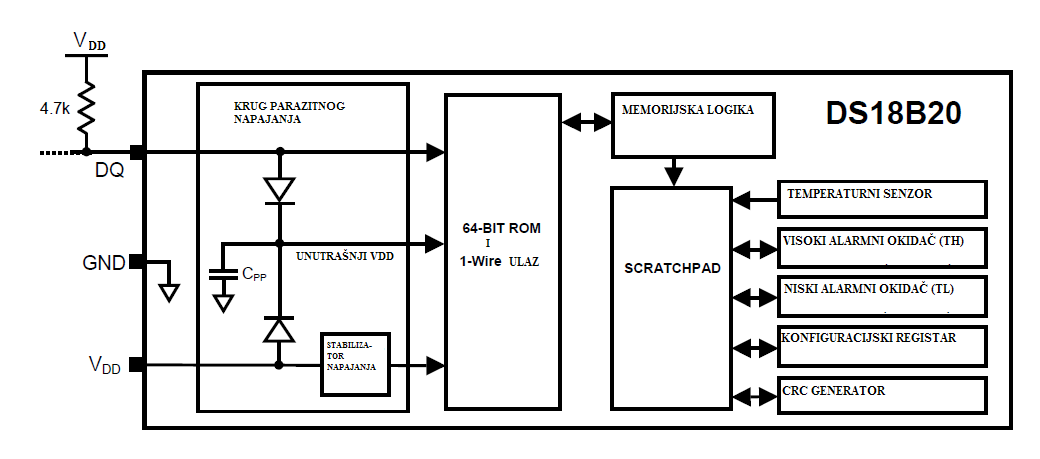 VDD
4.7k
DQ
GND
VDD
KRUG PARAZITNOG
NAPAJANJA
UNUTRAŠNJI VDD
CPP
STABILIZA-
TOR
NAPAJANJA
64-BIT ROM
I
1-Wire ULAZ
MEMORIJSKA LOGIKA
DS18B20
SCRATCHPAD
TEMPERATURNI SENZOR
VISOKI ALARMNI OKIDAČ (TH)
NISKI ALARMNI OKIDAČ (TL)
KONFIGURACIJSKI REGISTAR
CRC GENERATOR